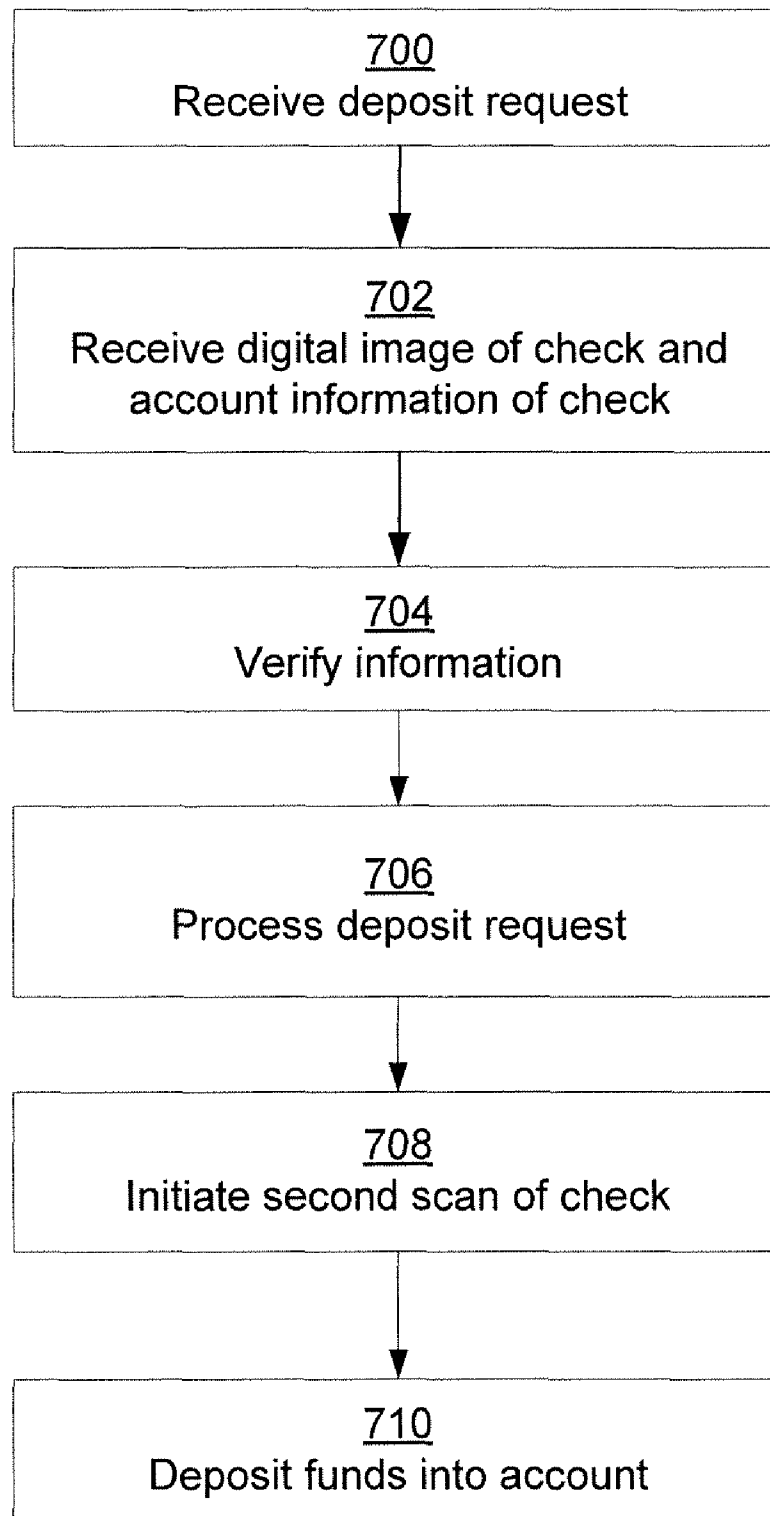 700
Receive deposit request
702
Receive digital image of check and
account information of check
704
Verify information
706
Process deposit request
708
Initiate second scan of check
710
Deposit funds into account